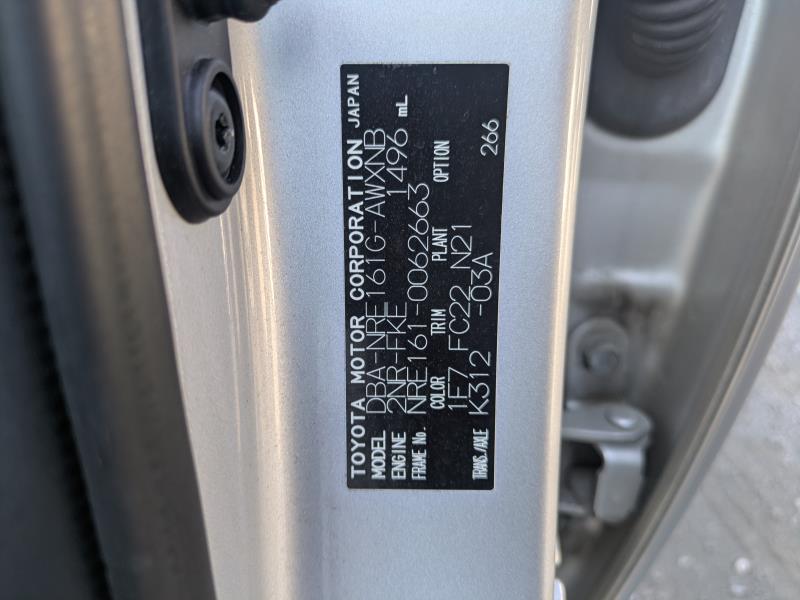 TOYOTA MOTOR CORPORATION JAPAN
MODEL DBA-NRE161G-AWXNB
ENGINE 2NR-FKE 1496 mL
FRAME No. NRE161-0062663
COLOR TRIM PLANT OPTION
1F7 FC22 N21
TRANS./AXLE K312 -03A 266